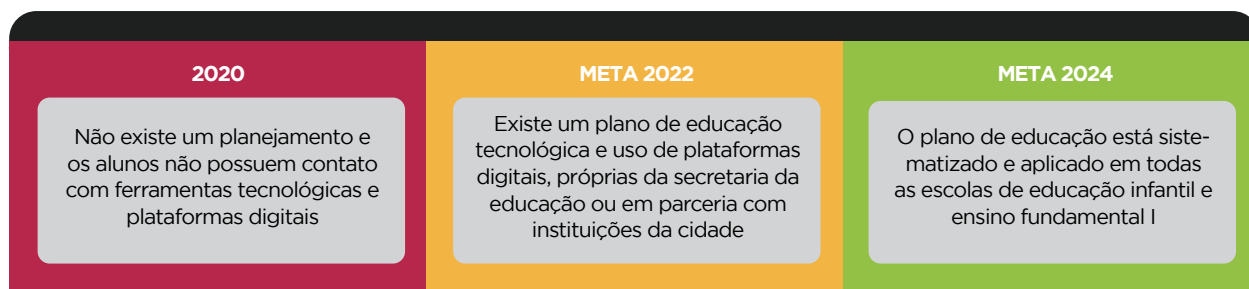 2020
Não existe um planejamento e
os alunos não possuem contato
com ferramentas tecnológicas e
plataformas digitais
META 2022
Existe um plano de educação
tecnológica e uso de plataformas
digitais, próprias da secretaria da
educação ou em parceria com
instituições da cidade
META 2024
O plano de educação está siste-
matizado e aplicado em todas
as escolas de educação infantil e
ensino fundamental I